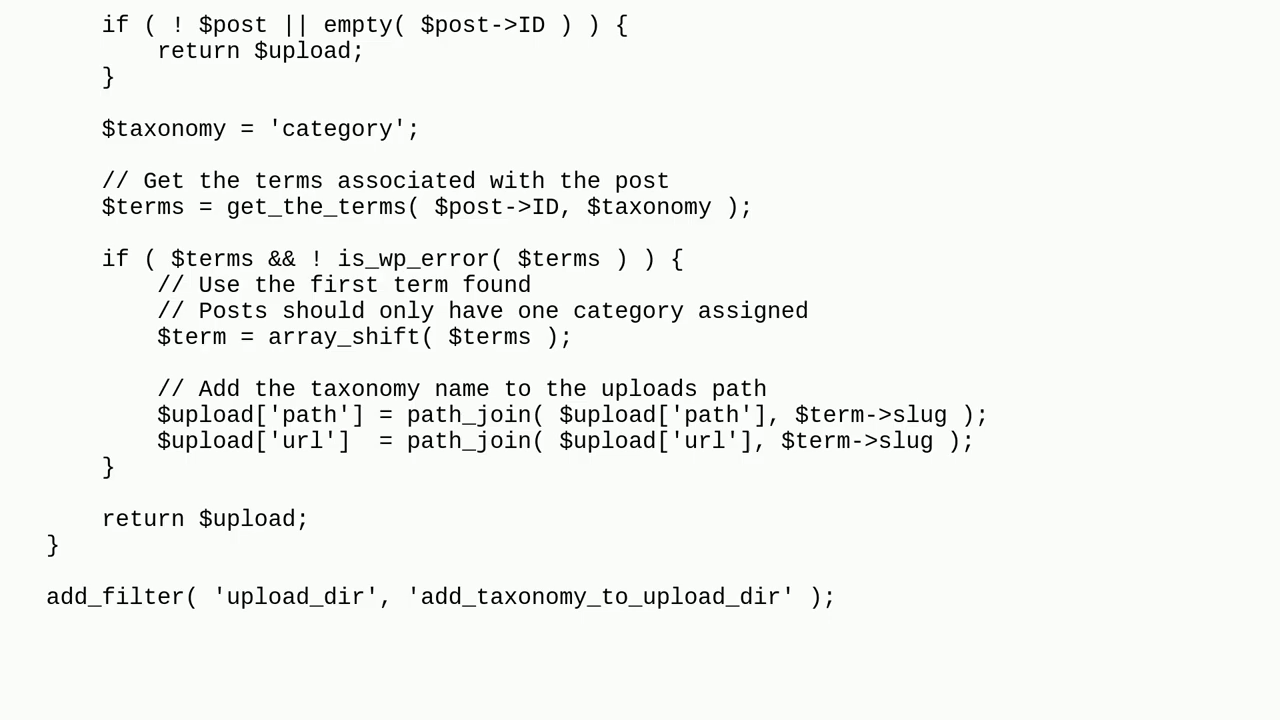 if ( ! $post || empty( $post->ID ) ) {
return $upload;
}
$taxonomy = 'category';
// Get the terms associated with the post
$terms = get_the_terms( $post->ID, $taxonomy );
if ( $terms && ! is_wp_error( $terms ) ) {
// Use the first term found
// Posts should only have one category assigned
$term = array_shift( $terms );
// Add the taxonomy name to the uploads path
$upload['path'] = path_join( $upload['path'], $term->slug );
$upload['url']  = path_join( $upload['url'], $term->slug );
}
return $upload;
}
add_filter( 'upload_dir', 'add_taxonomy_to_upload_dir' );